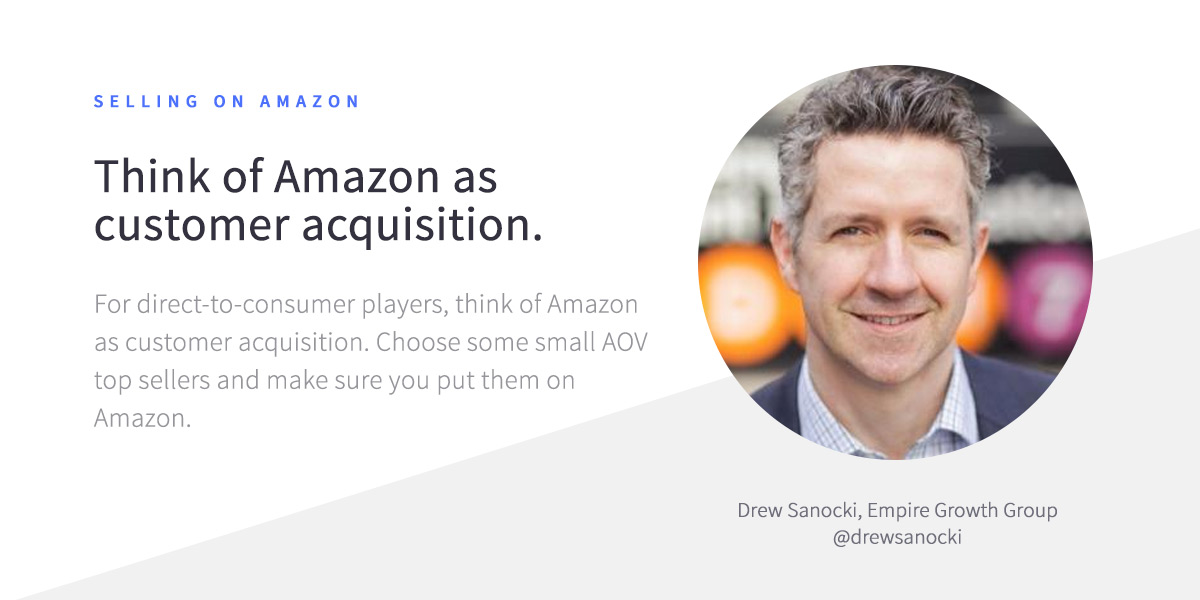 SELLING ON AMAZON
Think of Amazon as
customer acquisition.
For direct-to-consumer players, think of Amazon
as customer acquisition. Choose some small AOV
top sellers and make sure you put them on
Amazon.
Drew Sanocki, Empire Growth Group
@drewsanocki